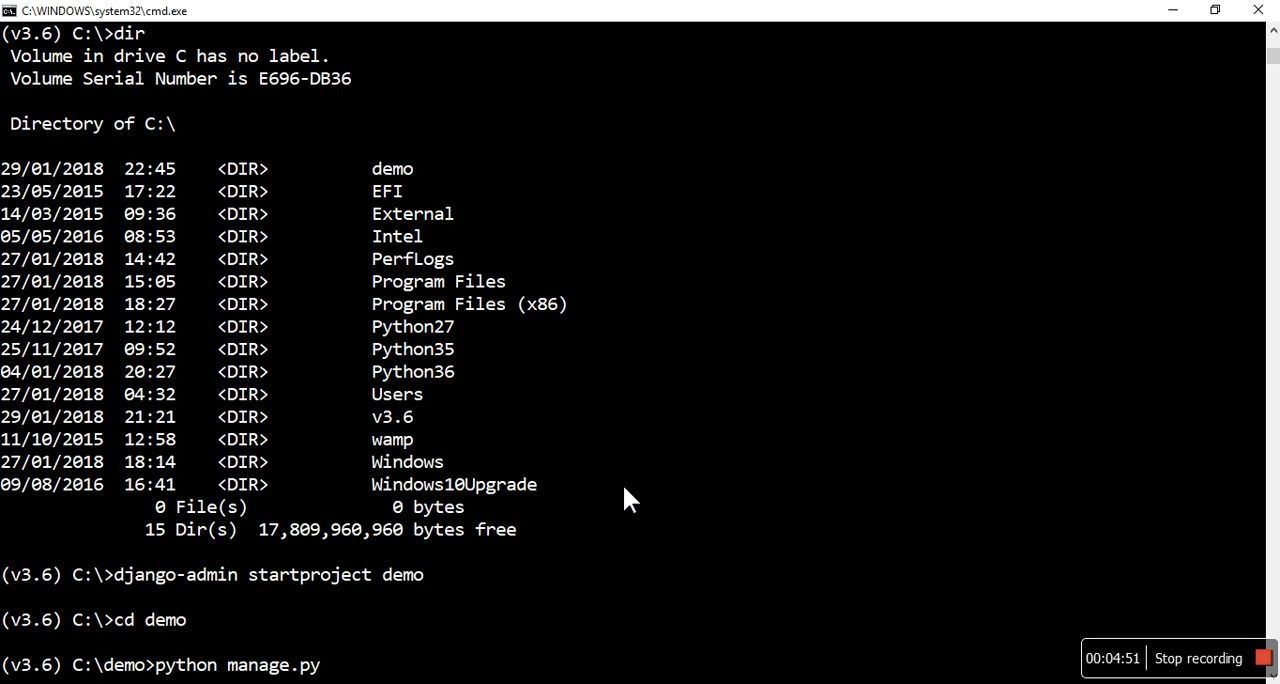 C:\WINDOWS\system32\cmd.exe
(v3.6) C:\>dir
Volume in drive C has no label.
Volume Serial Number is E696-DB36
Directory of C:\
29/01/2018 22:45 <DIR> demo
23/05/2015 17:22 <DIR> EFI
14/03/2015 09:36 <DIR> External
05/05/2016 08:53 <DIR> Intel
27/01/2018 14:42 <DIR> PerfLogs
27/01/2018 15:05 <DIR> Program Files
27/01/2018 18:27 <DIR> Program Files (x86)
24/12/2017 12:12 <DIR> Python27
25/11/2017 09:52 <DIR> Python35
04/01/2018 20:27 <DIR> Python36
27/01/2018 04:32 <DIR> Users
29/01/2018 21:21 <DIR> v3.6
11/10/2015 12:58 <DIR> wamp
27/01/2018 18:14 <DIR> Windows
09/08/2016 16:41 <DIR> Windows10Upgrade
0 File(s) 0 bytes
15 Dir(s) 17,809,960,960 bytes free
(v3.6) C:\>django-admin startproject demo
(v3.6) C:\>cd demo
(v3.6) C:\demo>python manage.py
00:04:51 Stop recording